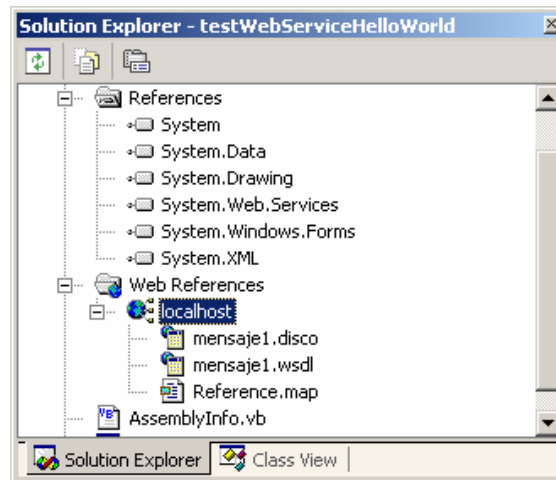 Solution Explorer - testWebServiceHelloWorld
References
System
System.Data
System.Drawing
System.Web.Services
System.Windows.Forms
System.XML
Web References
localhost
mensaje1.disco
mensaje1.wsdl
Reference.map
AssemblyInfo.vb
Solution Explorer Class View